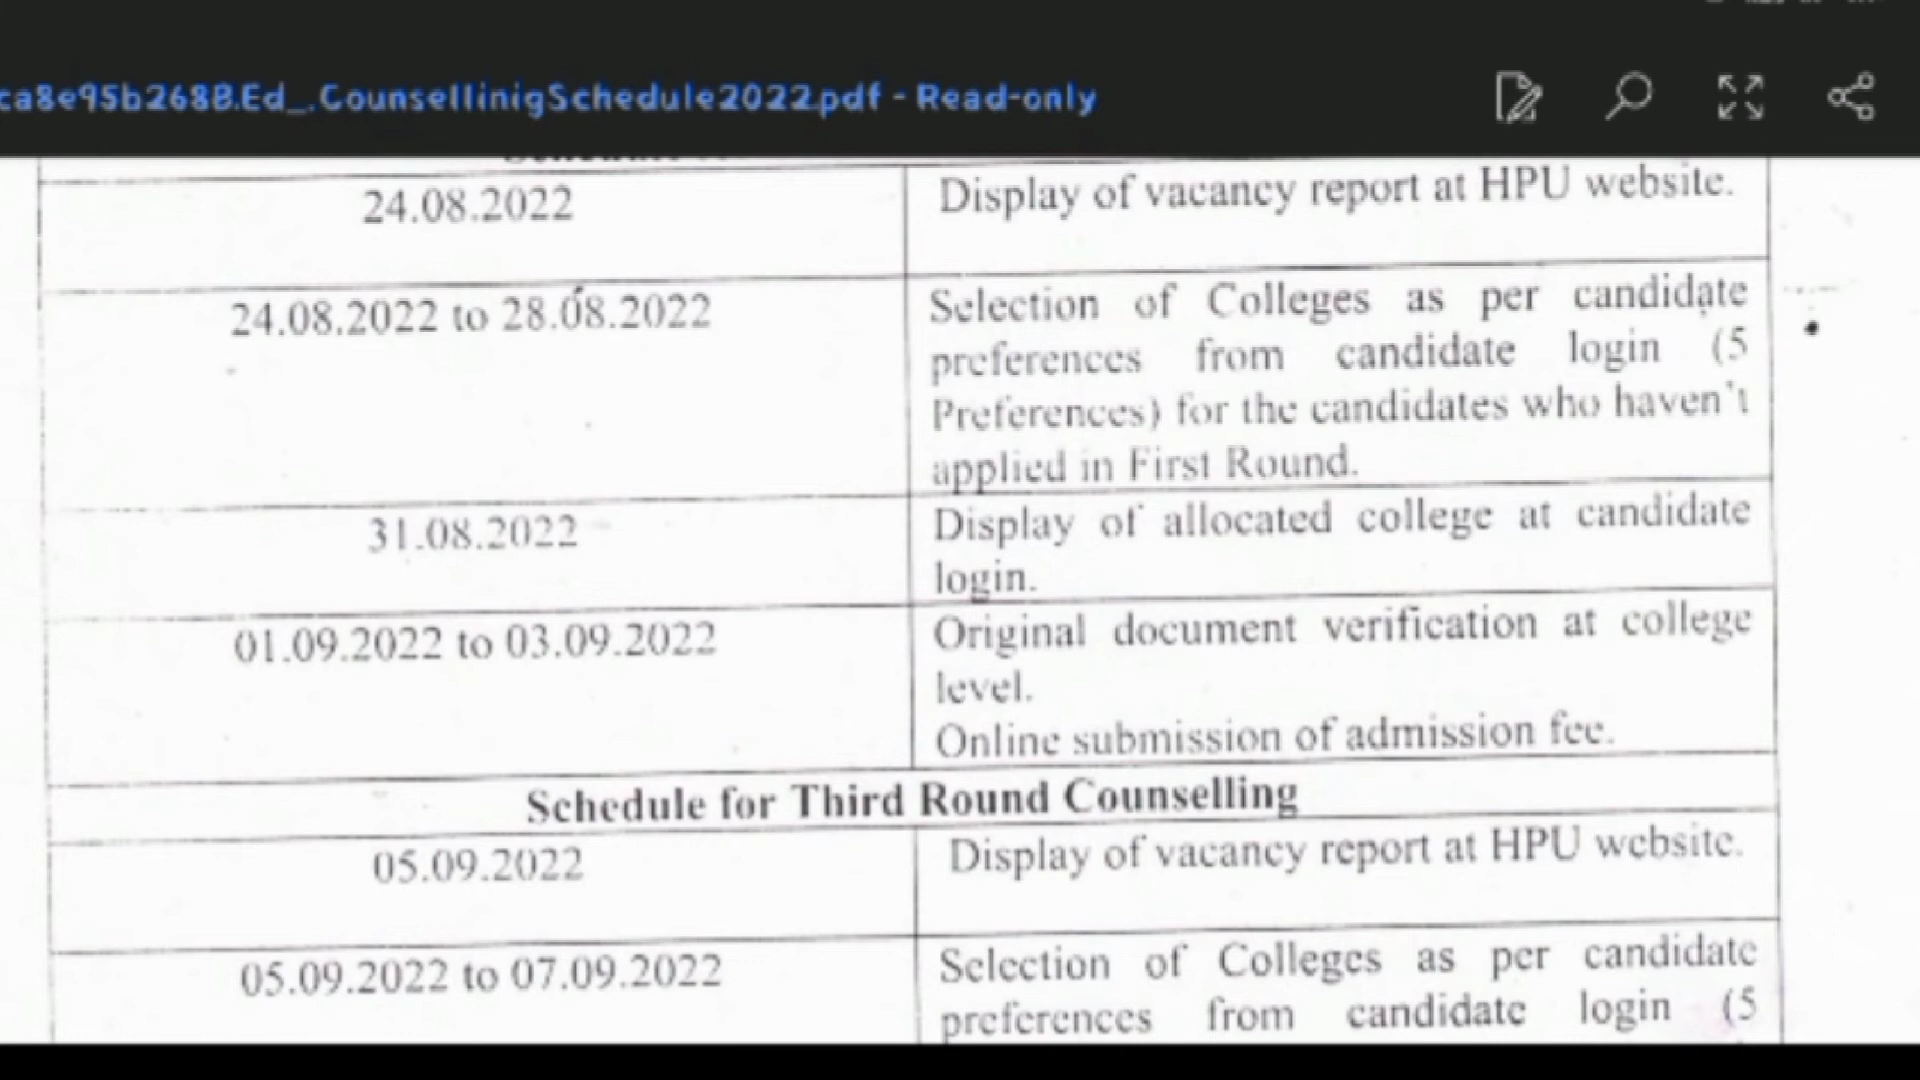 ca8e95b268B.Ed_.CounsellinigSchedule2022.pdf - Read-only
24.08.2022
Display of vacancy report at HPU website.
24.08.2022 to 28.08.2022
Selection of Colleges as per candidate
preferences from candidate login (5
Preferences) for the candidates who haven't
applied in First Round.
31.08.2022
Display of allocated college at candidate
login.
01.09.2022 to 03.09.2022
Original document verification at college
level.
Online submission of admission fee.
Schedule for Third Round Counselling
05.09.2022
Display of vacancy report at HPU website.
05.09.2022 to 07.09.2022
Selection of Colleges as per candidate
preferences from candidate login (5